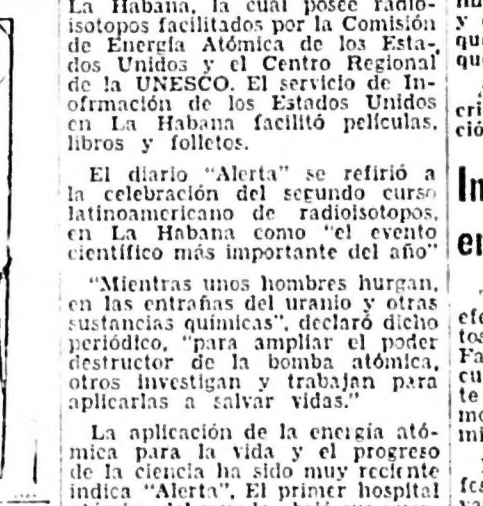 La Habana, la cual posee radio-
isotopos facilitados por la Comisión
de Energía Atómica de los Esta-
dos Unidos y el Centro Regional
de la UNESCO. El servicio de In-
ofrmación de los Estados Unidos
en La Habana facilitó películas,
libros y folletos.
El diario "Alerta" se refirió a
la celebración del segundo curso
latinoamericano de radioisotopos,
en La Habana como "el evento
científico más importante del año"
"Mientras unos hombres hurgan,
en las entrañas del uranio y otras
sustancias químicas", declaró dicho
periódico, "para ampliar el poder
destructor de la bomba atómica,
otros investigan y trabajan para
aplicarlas a salvar vidas."
La aplicación de la energía ató-
mica para la vida y el progreso
de la ciencia ha sido muy reciente
indica "Alerta". El primer hospital